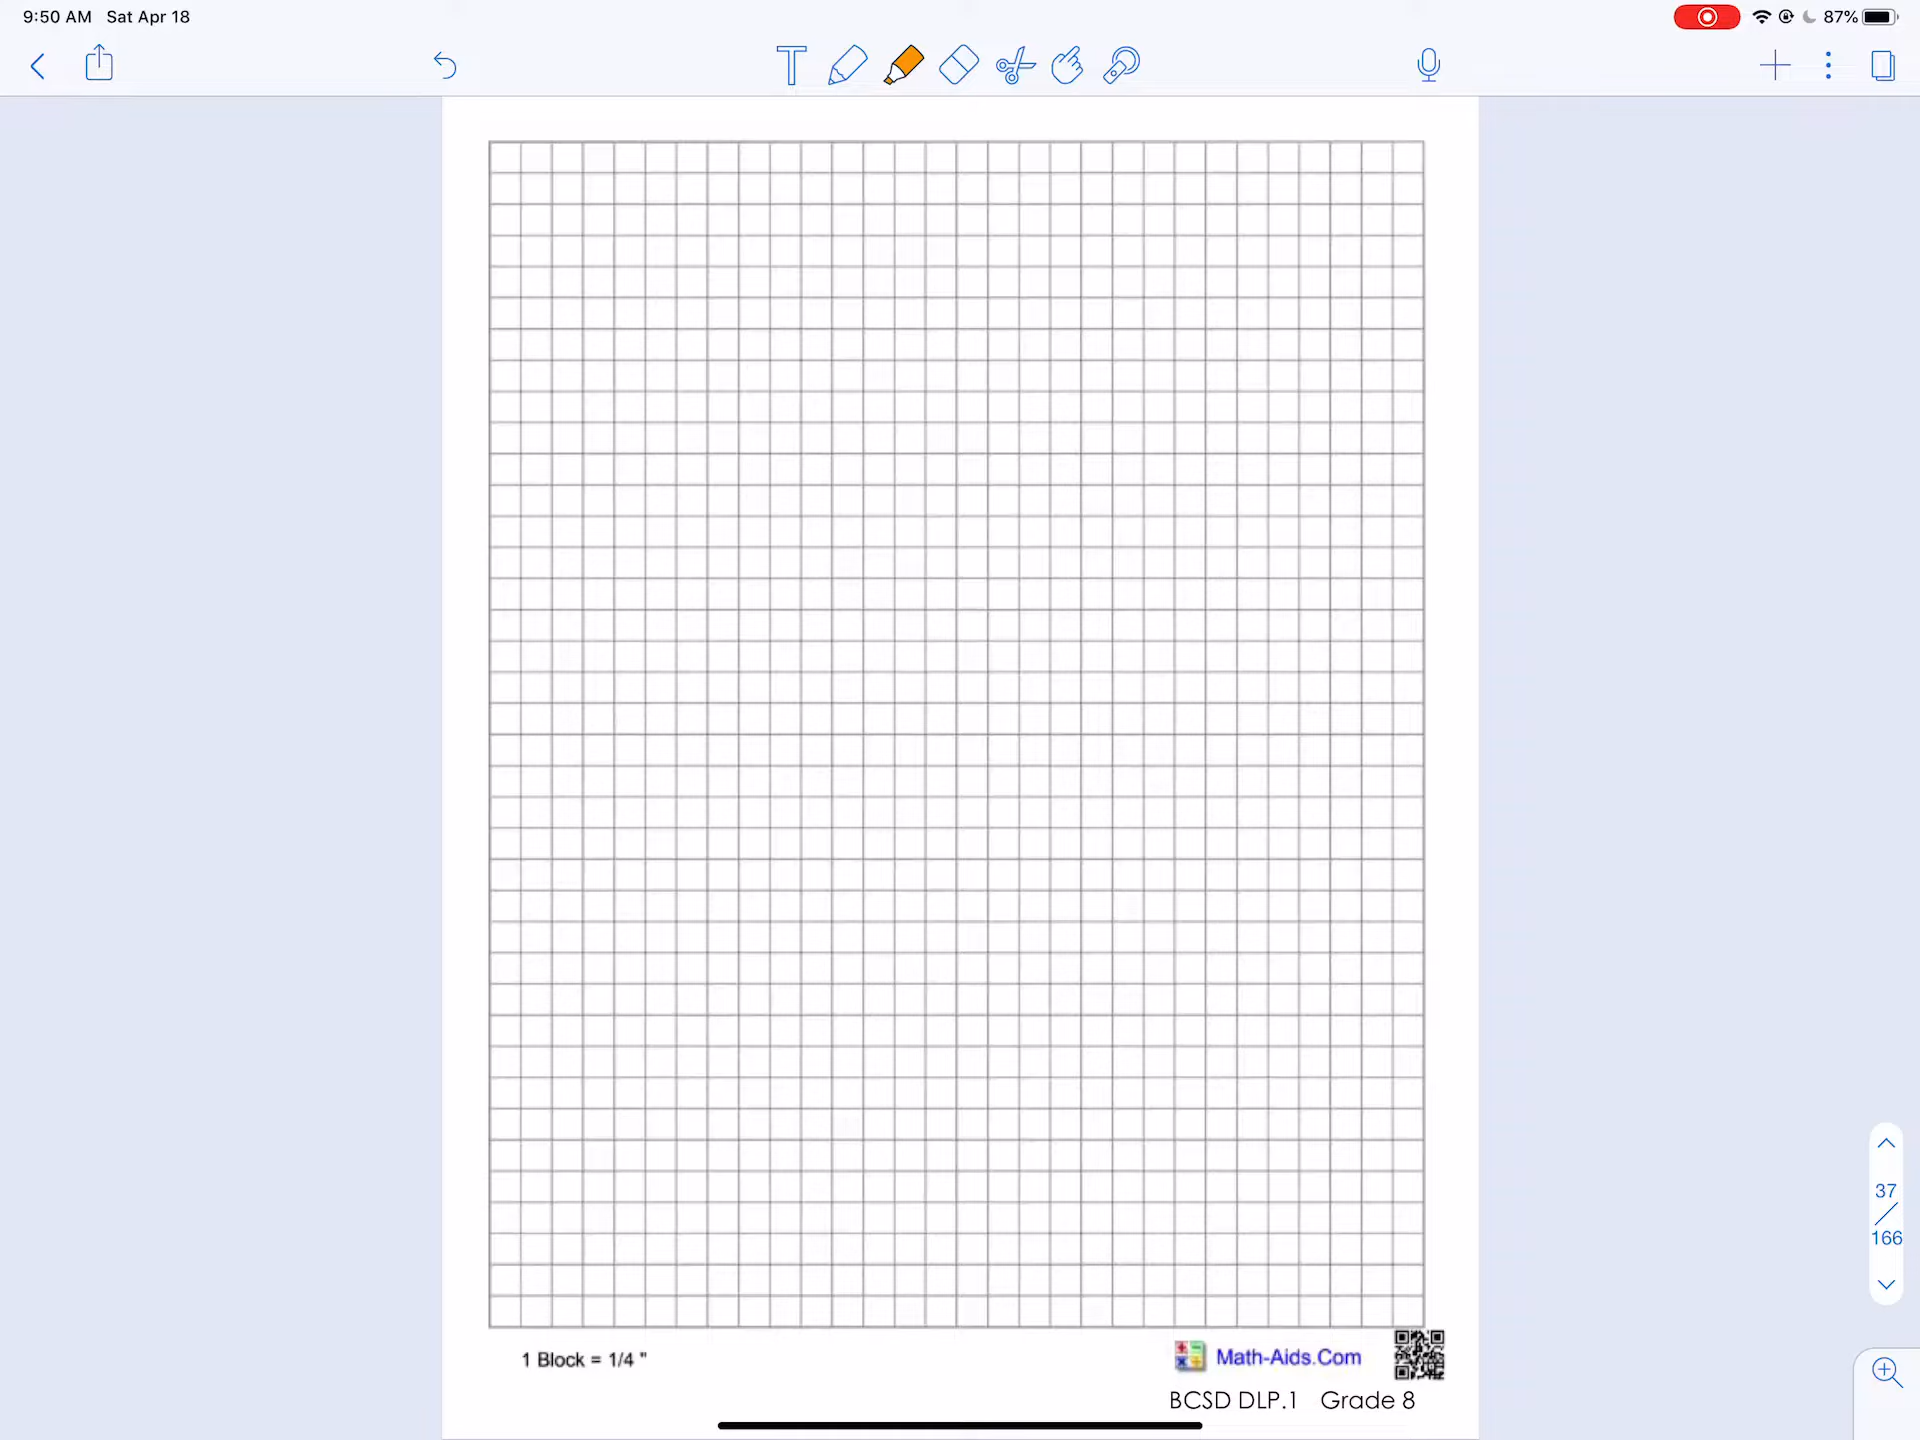 9:50 AM Sat Apr 18
87%
T
37
166
1 Block = 1/4 "
Math-Aids.Com
BCSD DLP.1 Grade 8